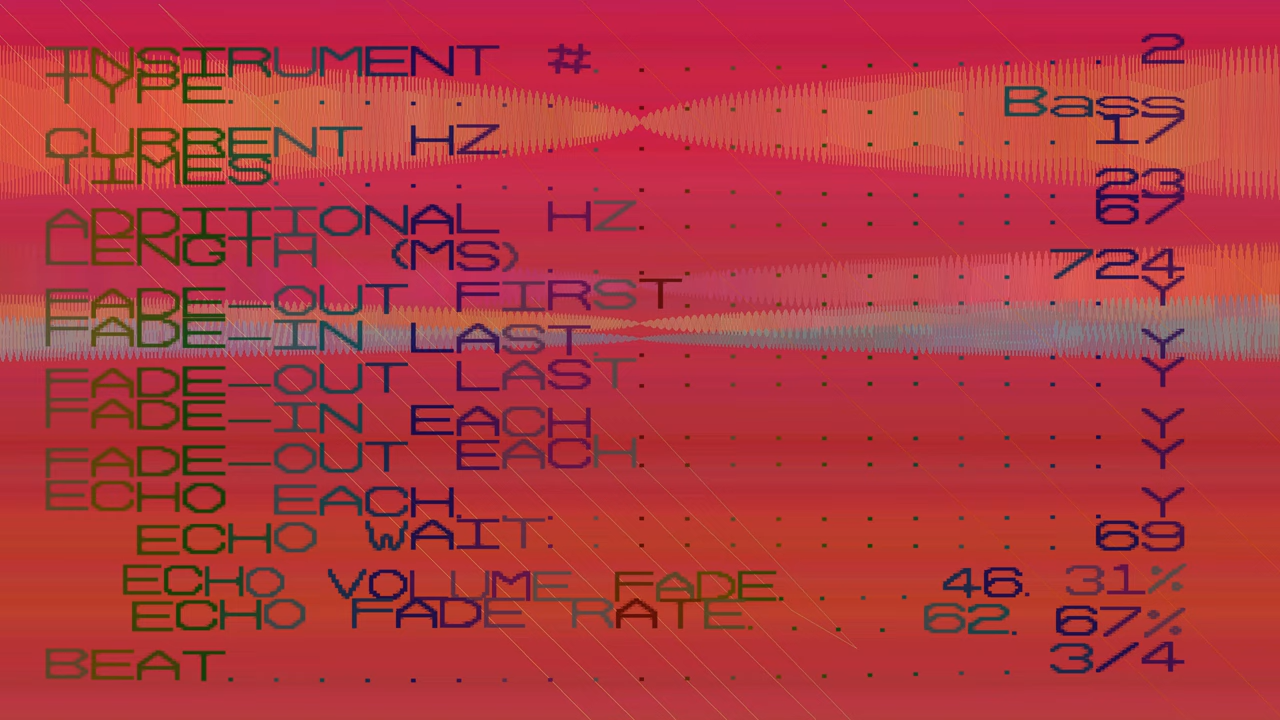 INSTRUMENT #. . . . . . . . . . . 2
TYPE. . . . . . . . . . . . . . . . . Bass
CURRENT HZ. . . . . . . . . . . . . . 17
TIMES. . . . . . . . . . . . . . . . . . 23
ADDITIONAL HZ. . . . . . . . . . 67
LENGTH (MS). . . . . . . . . . . 724
FADE-OUT FIRST. . . . . . . . . . Y
FADE-IN LAST. . . . . . . . . . . . Y
FADE-OUT LAST. . . . . . . . . . . Y
FADE-IN EACH. . . . . . . . . . . . Y
FADE-OUT EACH. . . . . . . . . . . Y
ECHO EACH. . . . . . . . . . . . . . . Y
ECHO WAIT. . . . . . . . . . . . 69
ECHO VOLUME FADE. . . . 46. 31%
ECHO FADE RATE. . . . 62. 67%
BEAT. . . . . . . . . . . . . . . . . . . 3/4